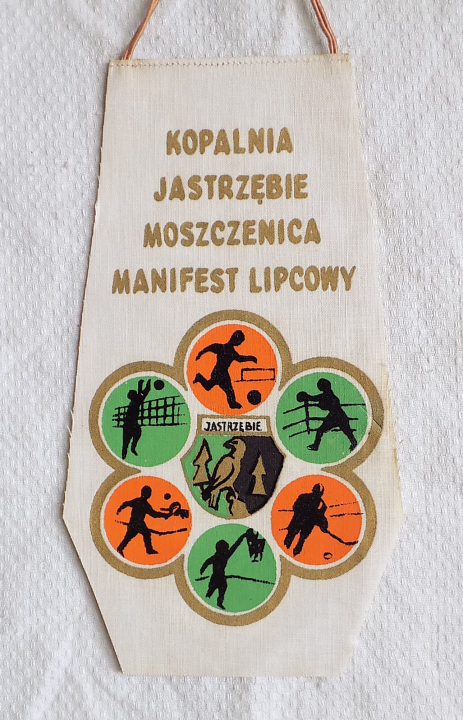 KOPALNIA
JASTRZĘBIE
MOSZCZENICA
MANIFEST LIPCOWY
JASTRZĘBIE